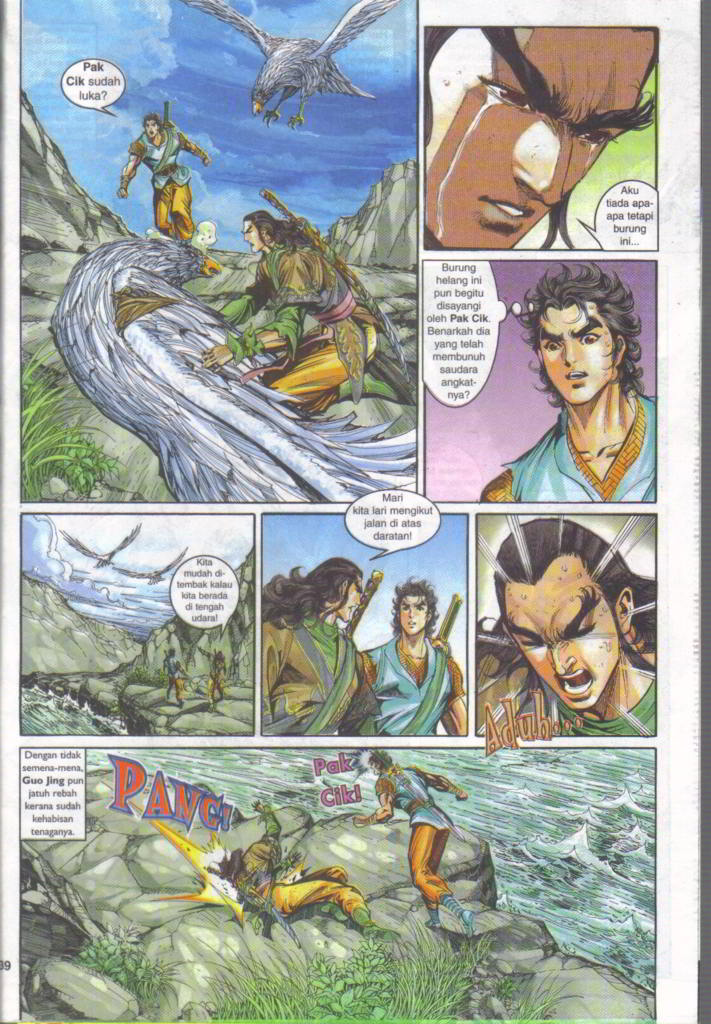 Pak
Cik sudah
luka?
Aku
tiada apa-
apa tetapi
burung
ini...
Burung
helang ini
pun begitu
disayangi
oleh Pak Cik.
Benarkah dia
yang telah
membunuh
saudara
angkat-
nya?
Kita
mudah di-
tembak kalau
kita berada
di tengah
udara!
Mari
kita lari mengikut
jalan di atas
daratan!
Aduh...
Dengan tidak
semena-mena,
Guo Jing pun
jatuh rebah
kerana sudah
kehabisan
tenaganya.
PANG!
Pak
Cik!
39